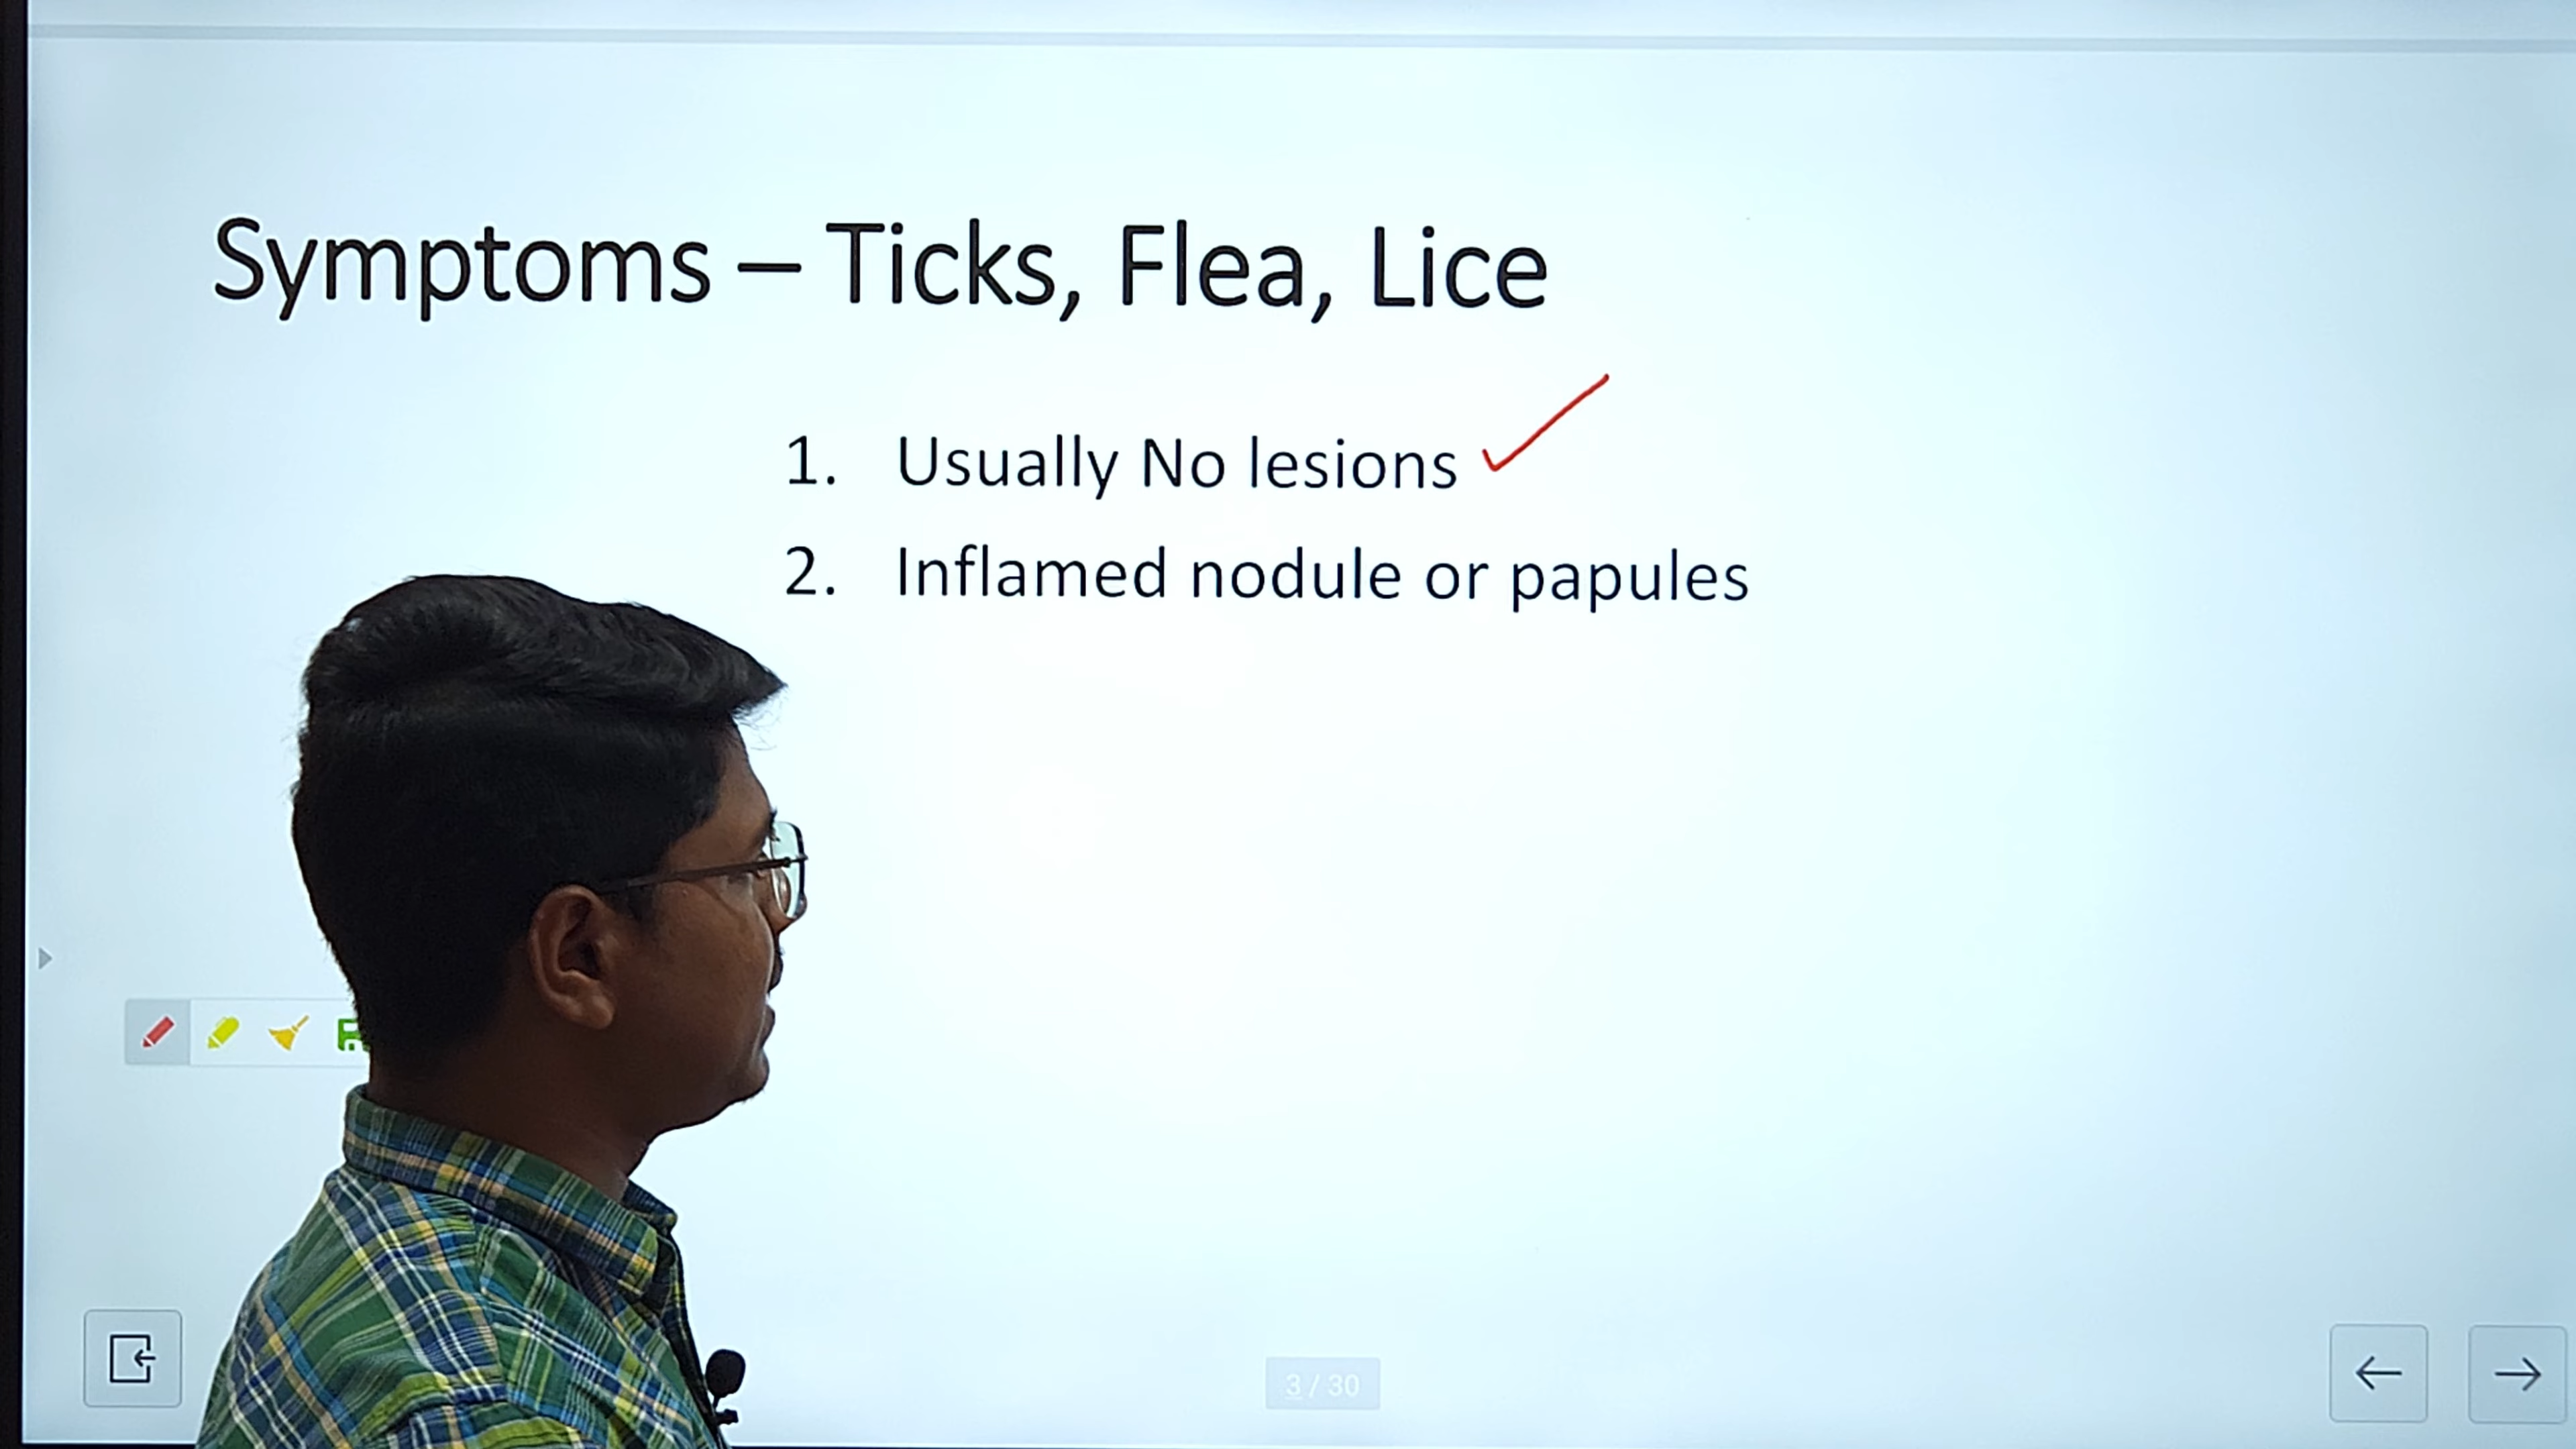 Symptoms – Ticks, Flea, Lice
1. Usually No lesions
2. Inflamed nodule or papules
3 / 30